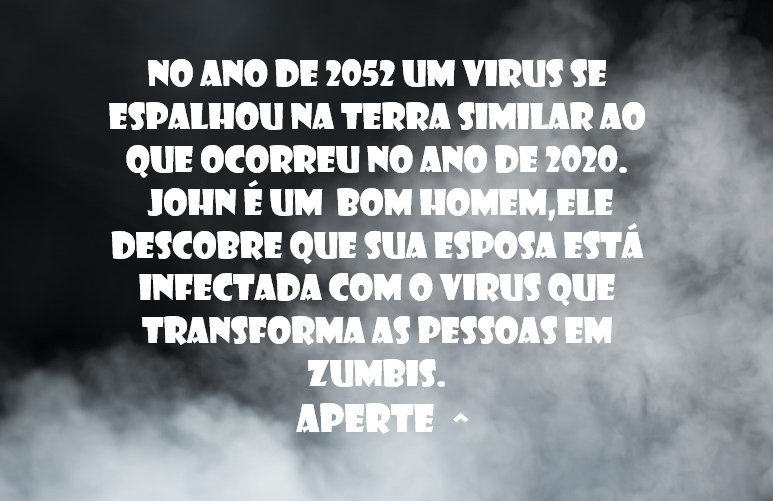 NO ANO DE 2052 UM VIRUS SE
ESPALHOU NA TERRA SIMILAR AO
QUE OCORREU NO ANO DE 2020.
JOHN É UM  BOM HOMEM,ELE
DESCOBRE QUE SUA ESPOSA ESTÁ
INFECTADA COM O VIRUS QUE
TRANSFORMA AS PESSOAS EM
ZUMBIS.
APERTE  ^